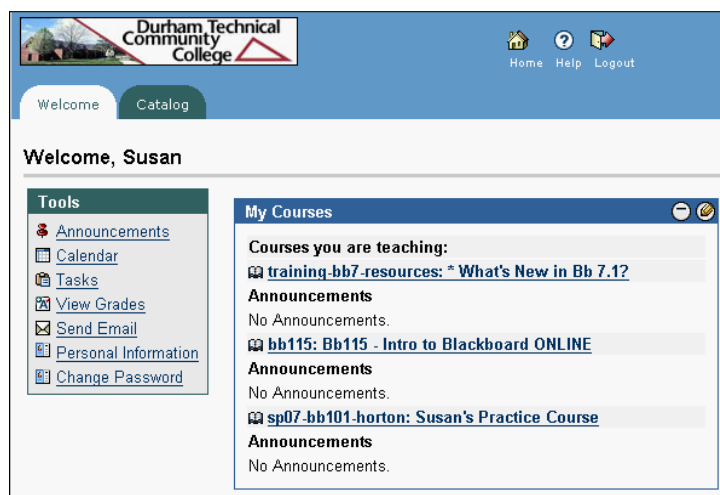 Durham Technical
Community
College
Home Help Logout
Welcome Catalog
Welcome, Susan
Tools
Announcements
Calendar
Tasks
View Grades
Send Email
Personal Information
Change Password
My Courses
Courses you are teaching:
training-bb7-resources: * What's New in Bb 7.1?
Announcements
No Announcements.
bb115: Bb115 - Intro to Blackboard ONLINE
Announcements
No Announcements.
sp07-bb101-horton: Susan's Practice Course
Announcements
No Announcements.